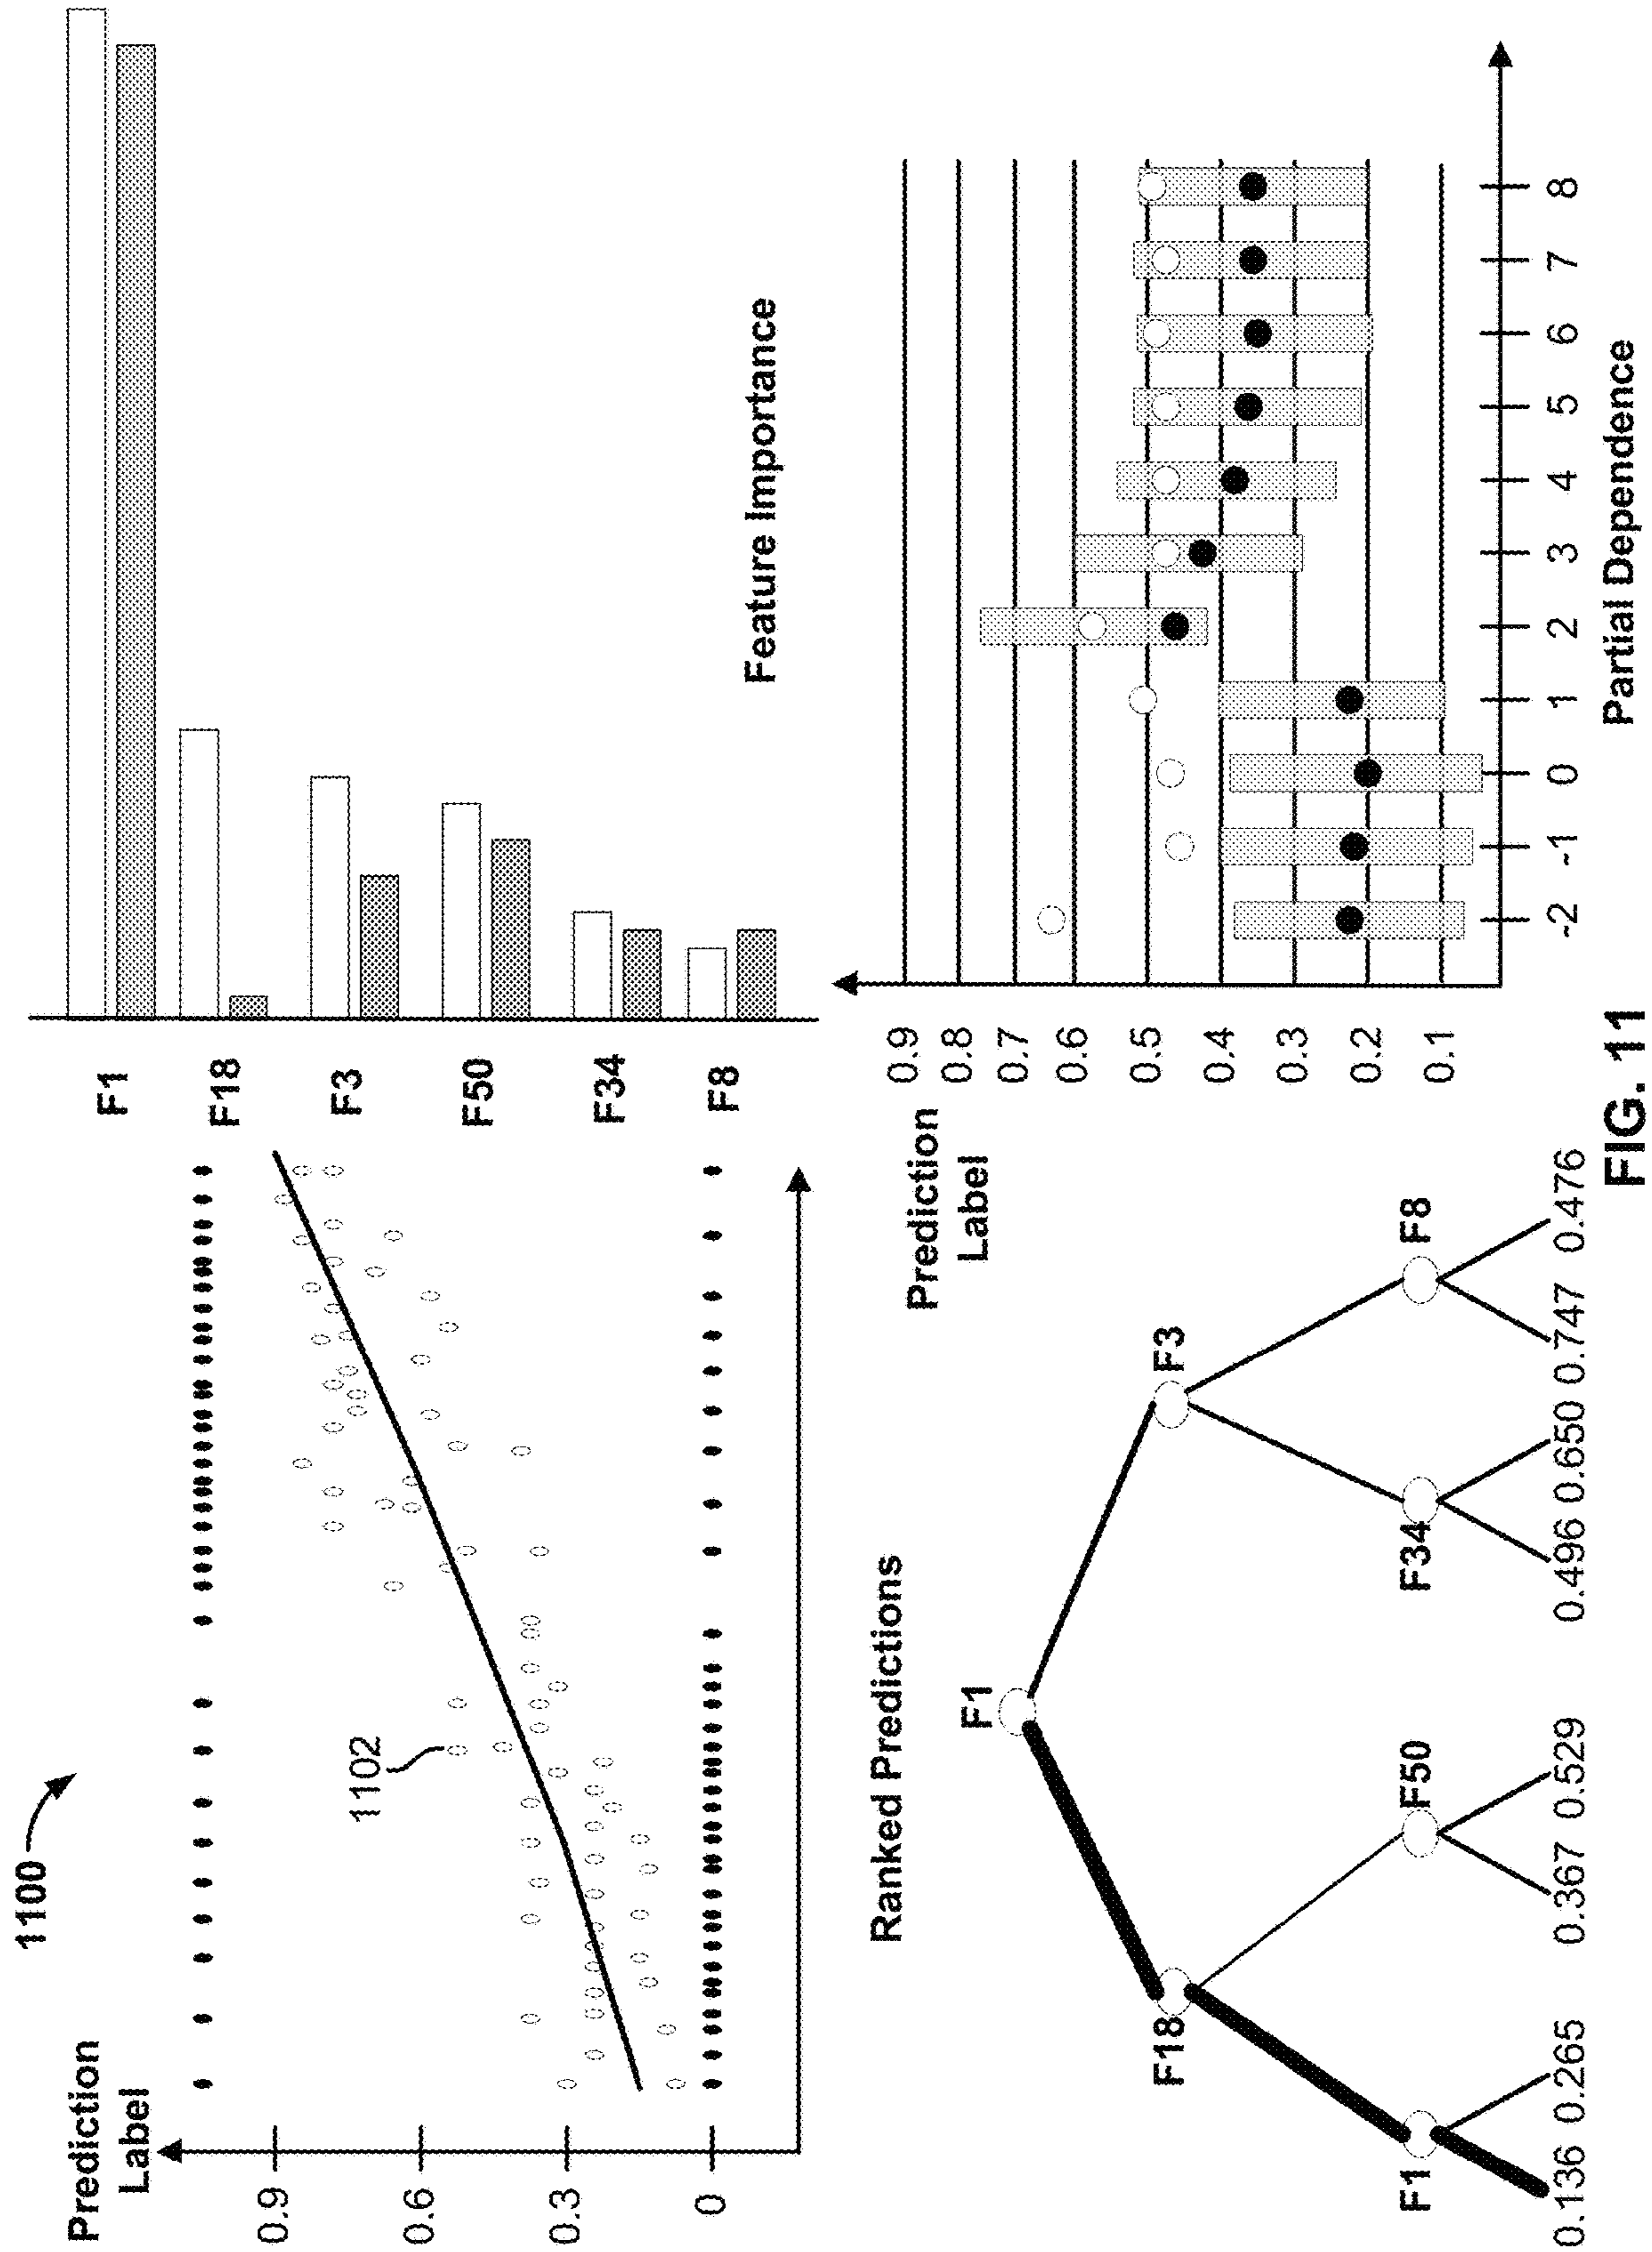 1100
Prediction
Label
0.9
0.6
0.3
0
1102
Ranked Predictions
F1
F18
F3
F50
F34
F8
Feature Importance
F1
F18
F3
F1
F50
F34
F8
0.136 0.265 0.367 0.529 0.496 0.650 0.747 0.476
Prediction
Label
0.9
0.8
0.7
0.6
0.5
0.4
0.3
0.2
0.1
-2 -1 0 1 2 3 4 5 6 7 8
Partial Dependence
FIG. 11